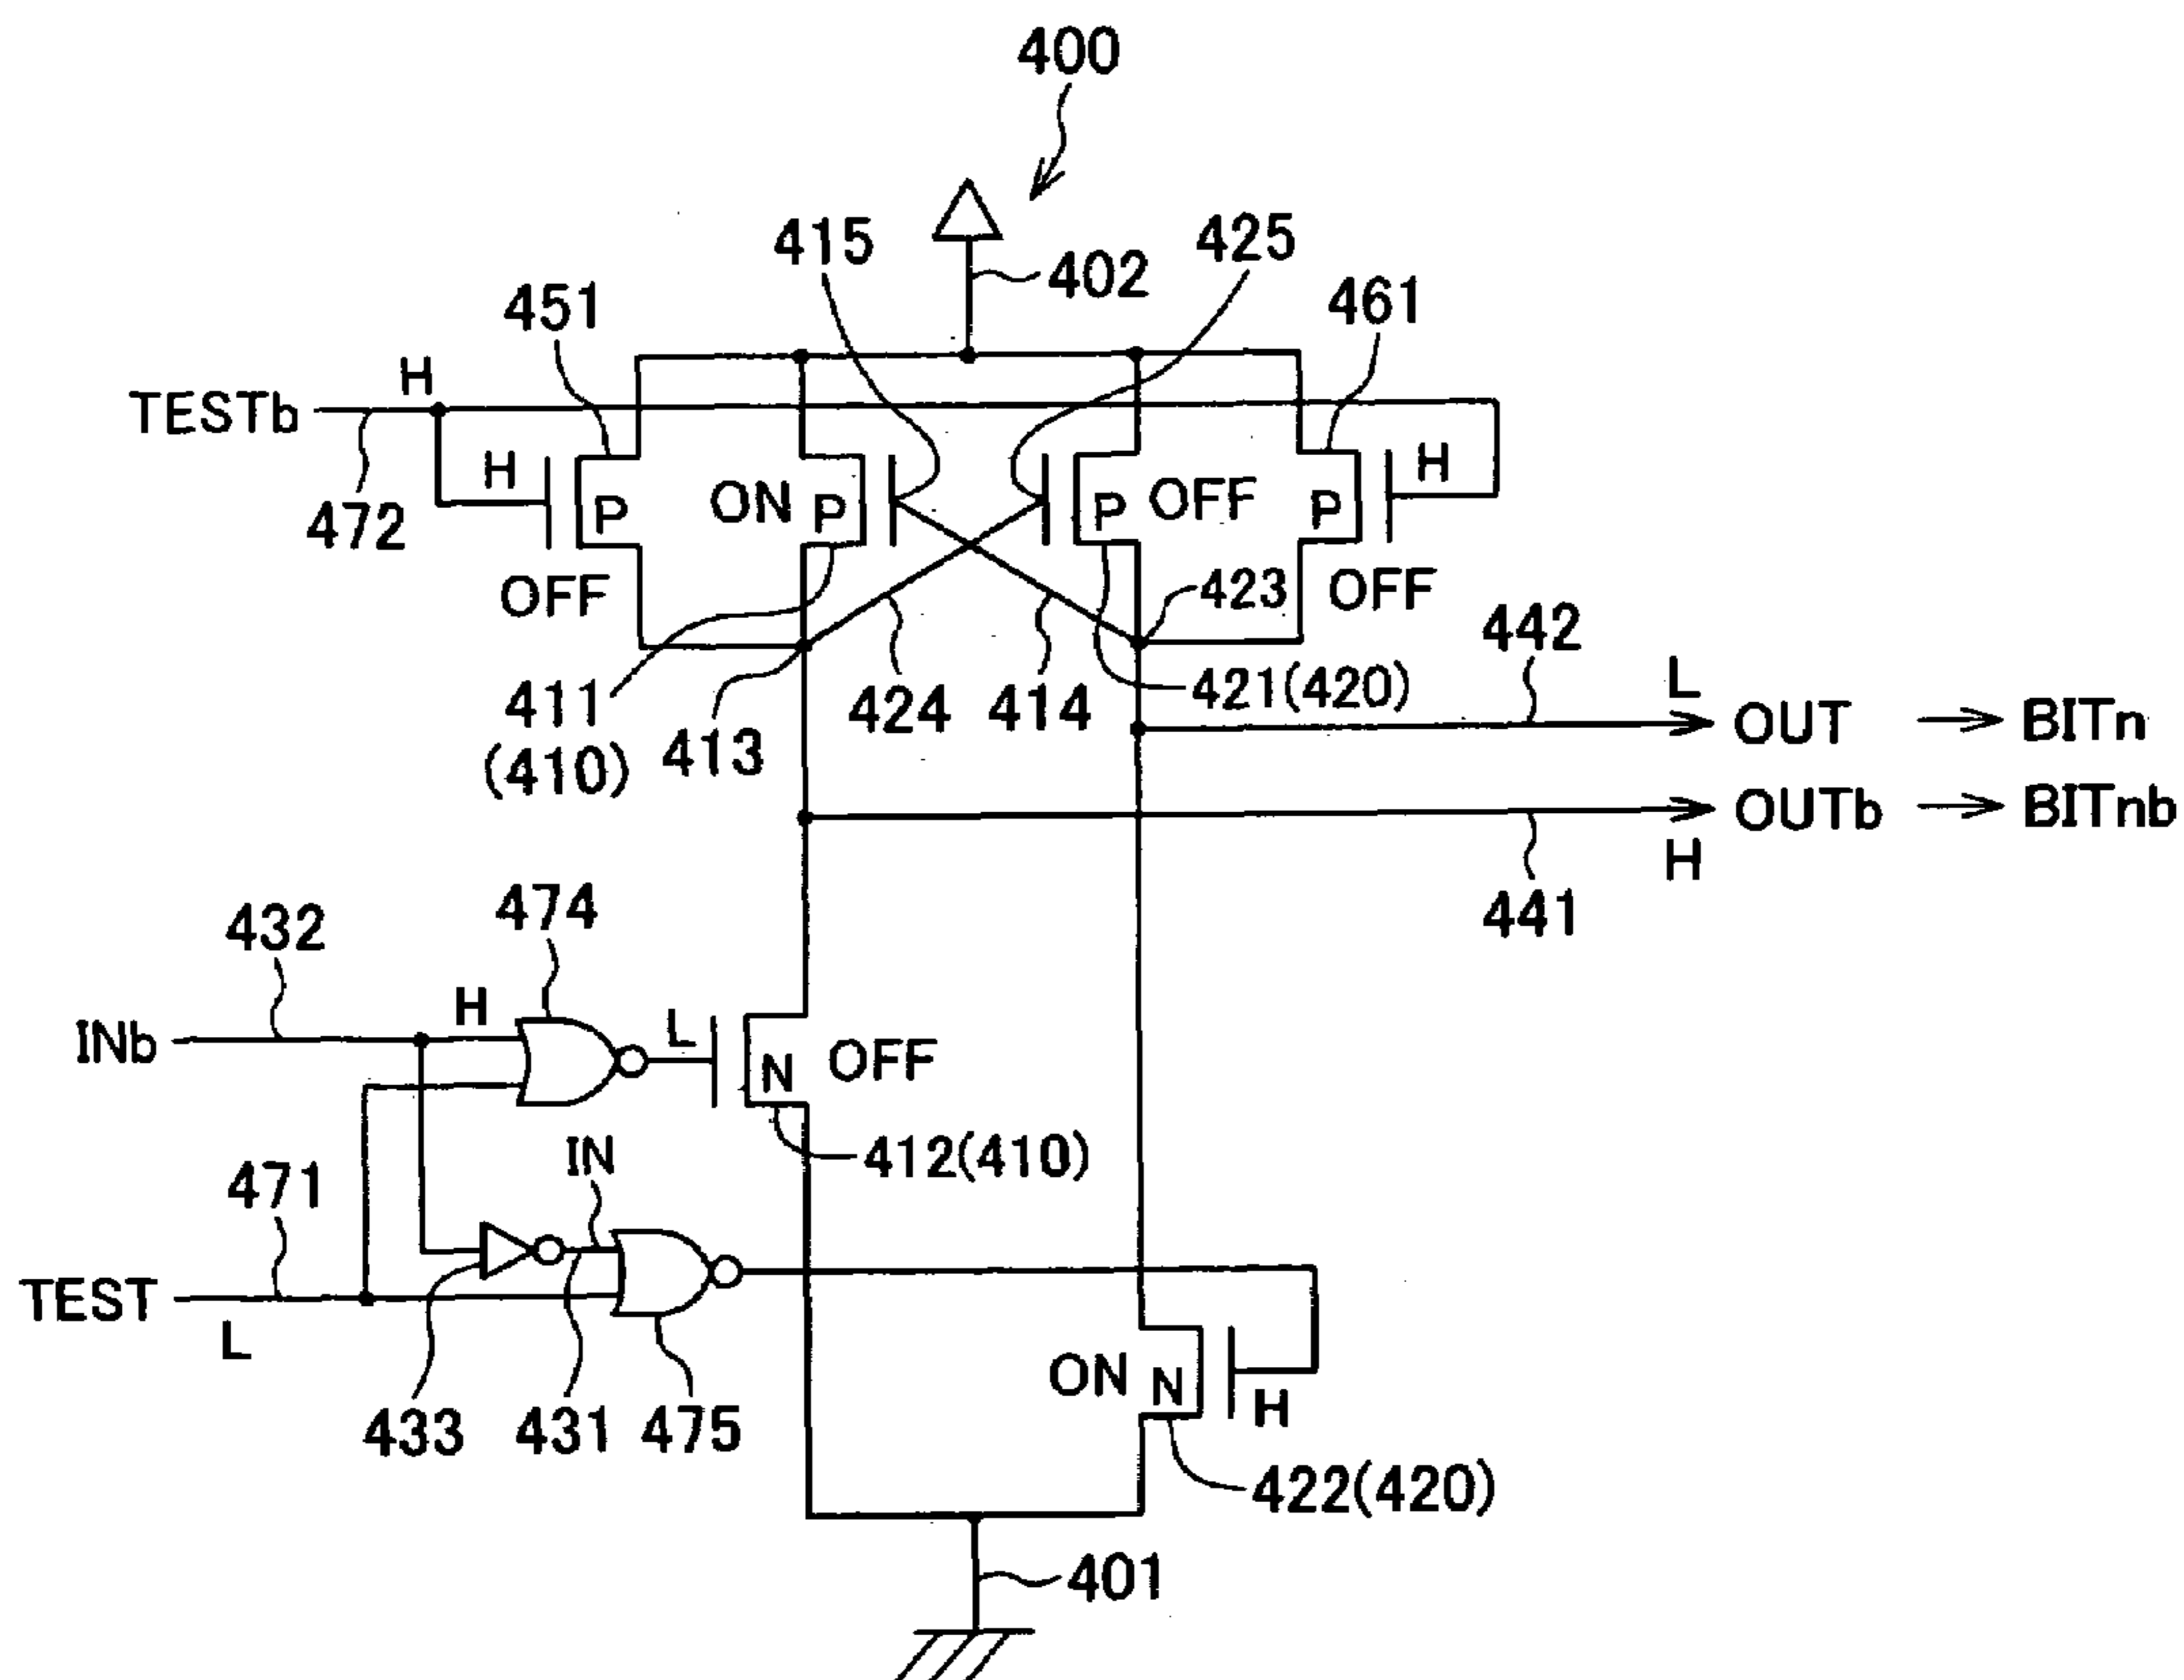 400
415
425
402
451
461
H
TESTb
H
ON
P
P
OFF
P
H
P
472
OFF
423
OFF
442
411
(410)
413
424
414
421(420)
L
OUT → BITn
OUTb → BITnb
H
441
432
474
INb
H
L
N
OFF
412(410)
471
IN
TEST
L
433
431
475
ON
N
H
422(420)
401